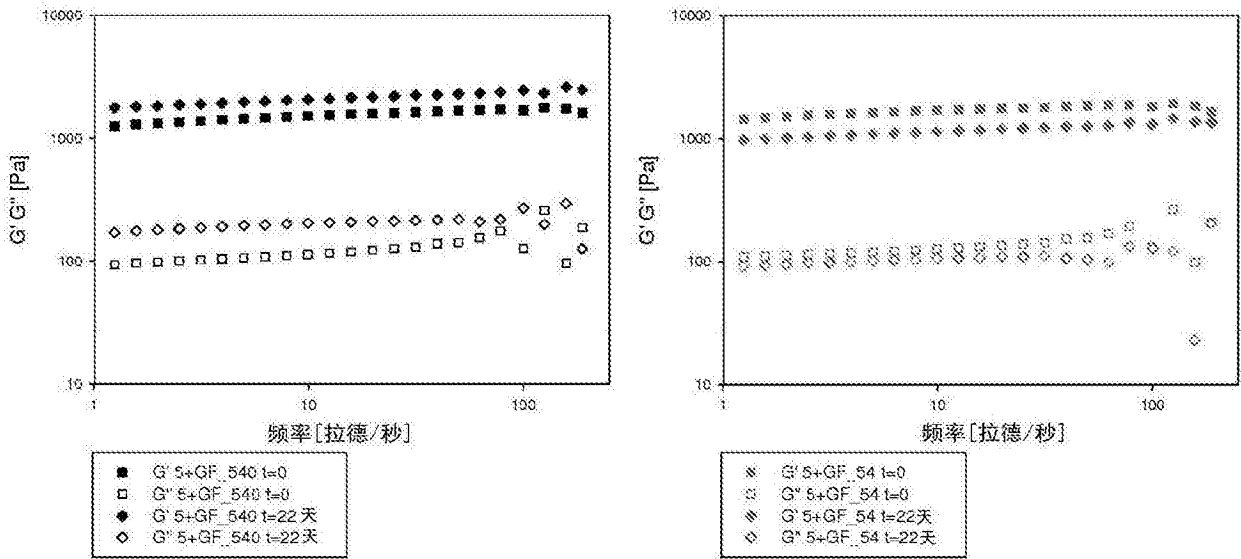 10000
1000
100
10
G' G" [Pa]
1
10
100
频率[拉德/秒]
G' 5+GF_540 t=0
G" 5+GF_540 t=0
G' 5+GF_540 t=22天
G" 5+GF_540 t=22天
10000
1000
100
10
G' G" [Pa]
1
10
100
频率[拉德/秒]
G' 5+GF_54 t=0
G" 5+GF_54 t=0
G' 5+GF_54 t=22天
G" 5+GF_54 t=22天